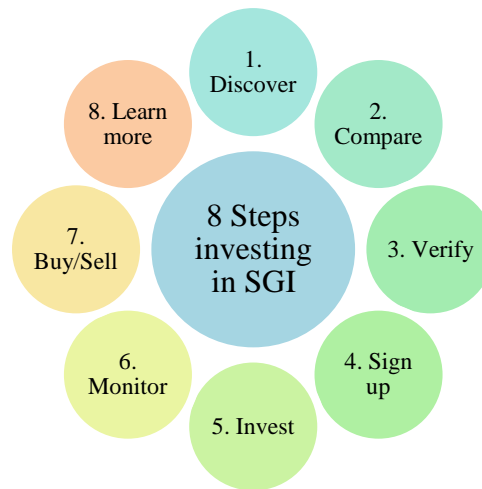 8 Steps
investing
in SGI
1.
Discover
2.
Compare
3. Verify
4. Sign
up
5. Invest
6.
Monitor
7.
Buy/Sell
8. Learn
more